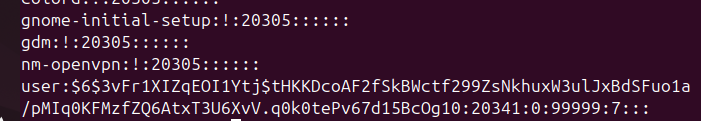 colord:!:20305::::::
gnome-initial-setup:!:20305::::::
gdm:!:20305::::::
nm-openvpn:!:20305::::::
user:$6$3vFr1XIZqEOI1Ytj$tHKKDcoAF2fSkBWctf299ZsNkhuxW3ulJxBdSFuo1a
/pMIq0KFMzfZQ6AtxT3U6XvV.q0k0tePv67d15BcOg10:20341:0:99999:7:::